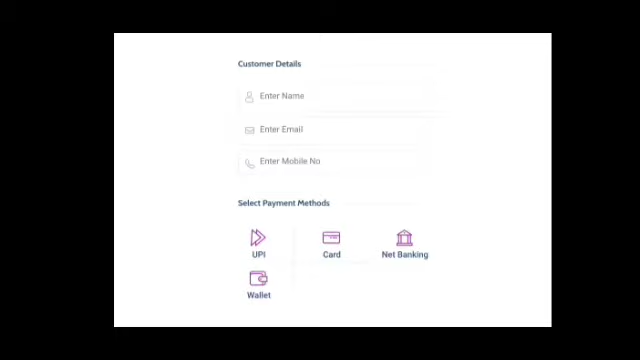 Customer Details
Enter Name
Enter Email
Enter Mobile No
Select Payment Methods
UPI
Card
Net Banking
Wallet